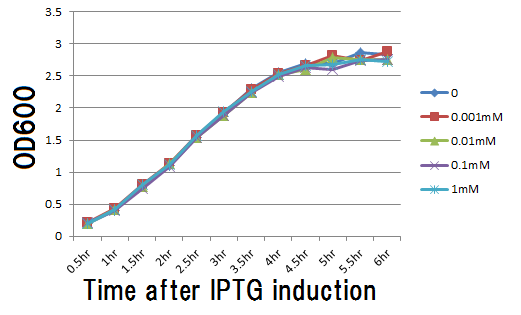 3.5
3
2.5
2
1.5
1
0.5
0
OD600
0.5hr
1hr
1.5hr
2hr
2.5hr
3hr
3.5hr
4hr
4.5hr
5hr
5.5hr
6hr
Time after IPTG induction
0
0.001mM
0.01mM
0.1mM
1mM